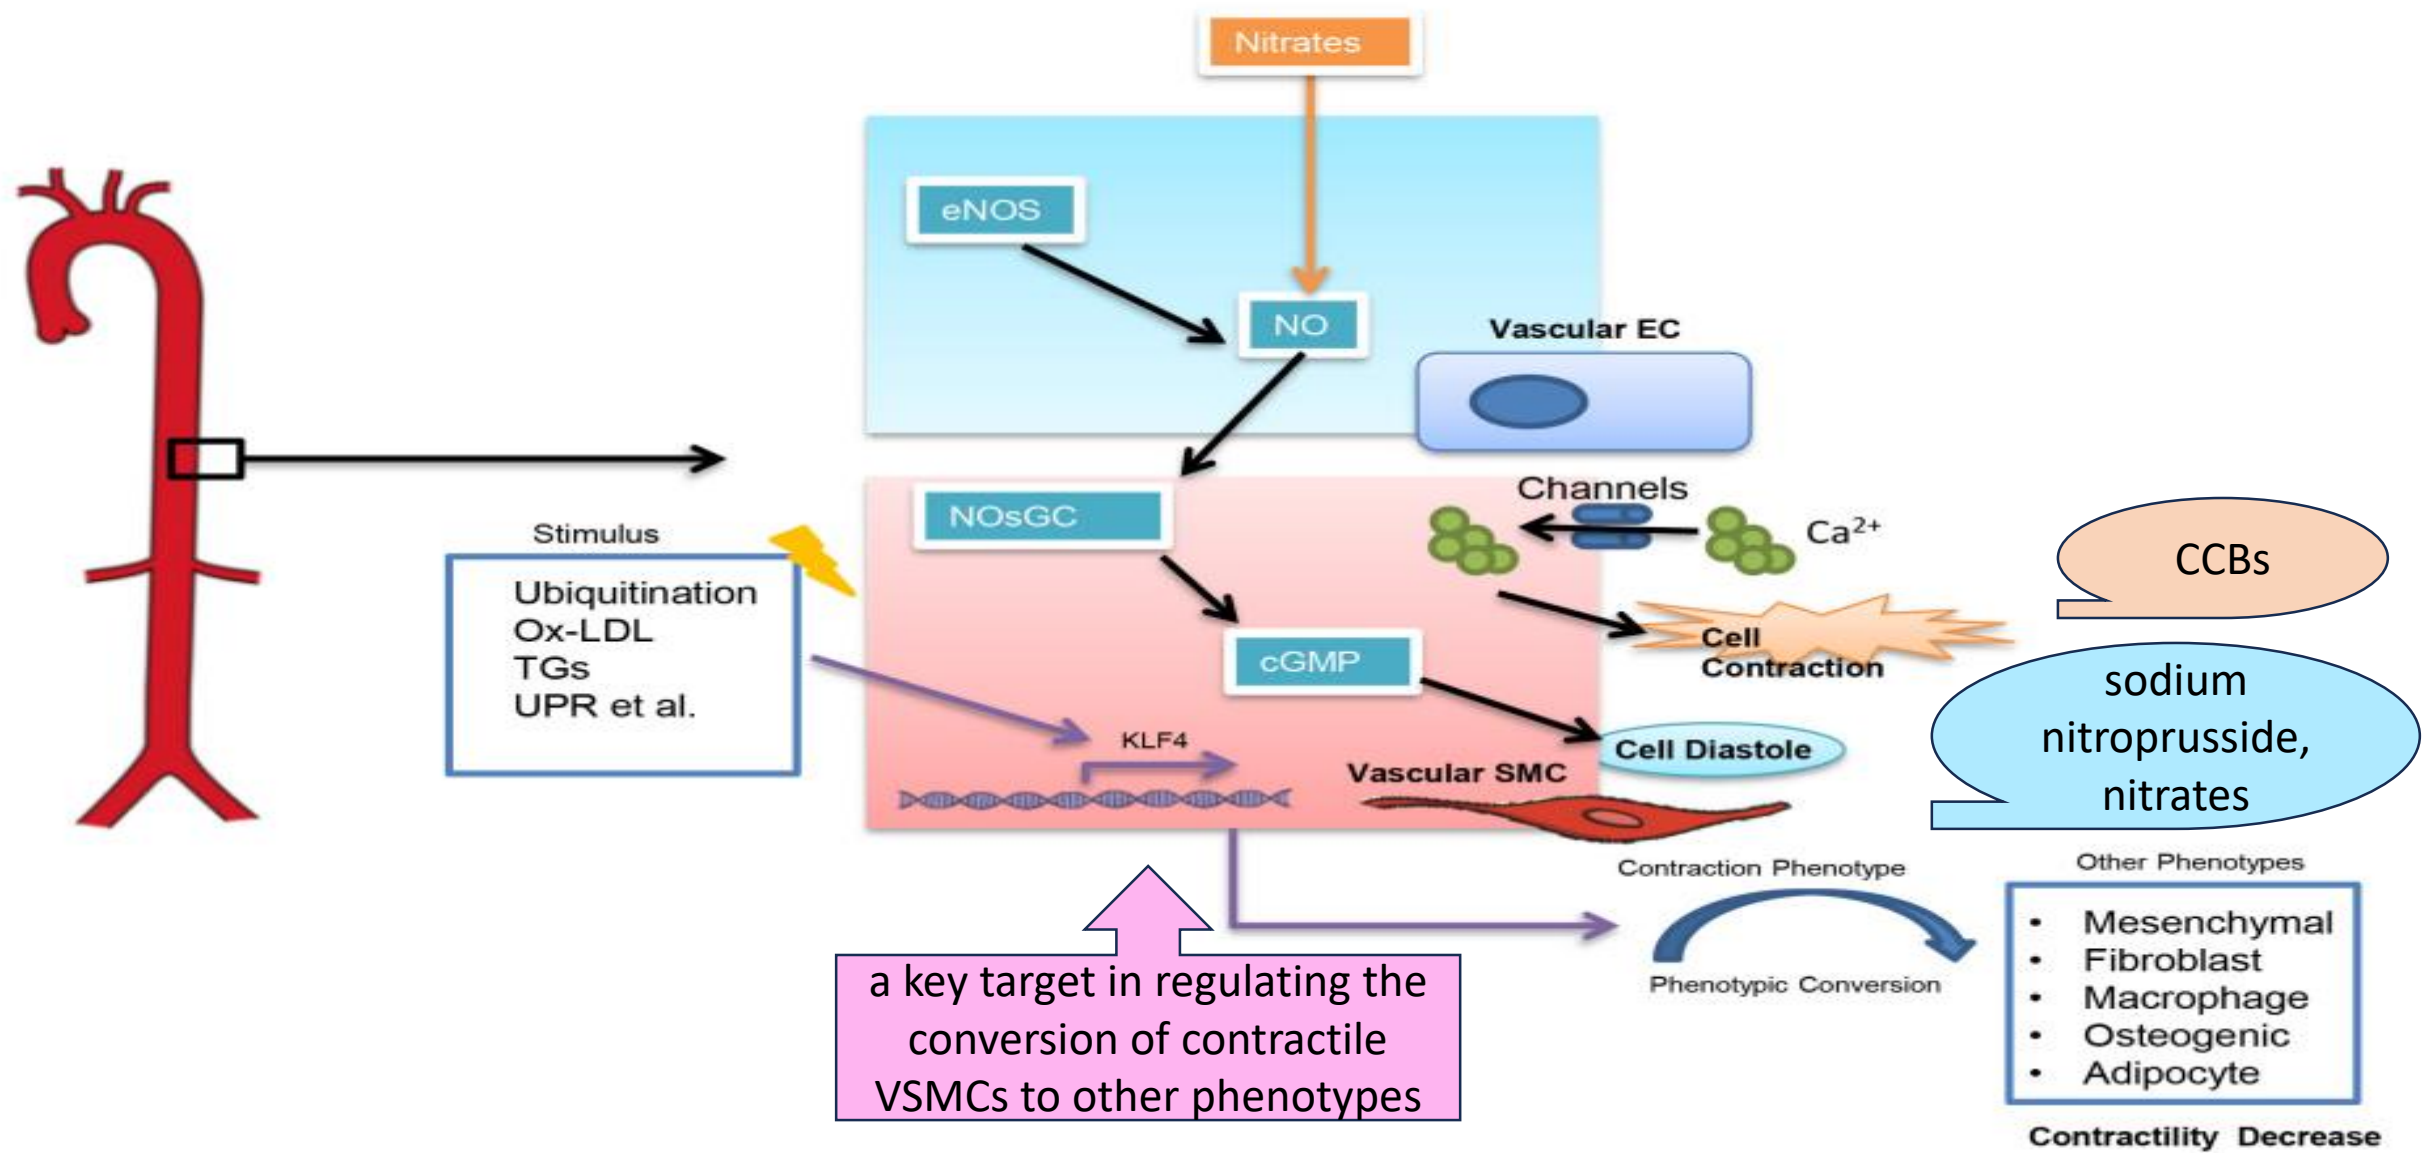 Nitrates
eNOS
NO
Vascular EC
NOsGC
Channels
Ca²⁺
Stimulus
Ubiquitination
Ox-LDL
TGs
UPR et al.
CCBs
Cell
Contraction
cGMP
sodium
nitroprusside,
nitrates
KLF4
Cell Diastole
Vascular SMC
Contraction Phenotype
Phenotypic Conversion
Other Phenotypes
• Mesenchymal
• Fibroblast
• Macrophage
• Osteogenic
• Adipocyte
Contractility Decrease
a key target in regulating the
conversion of contractile
VSMCs to other phenotypes